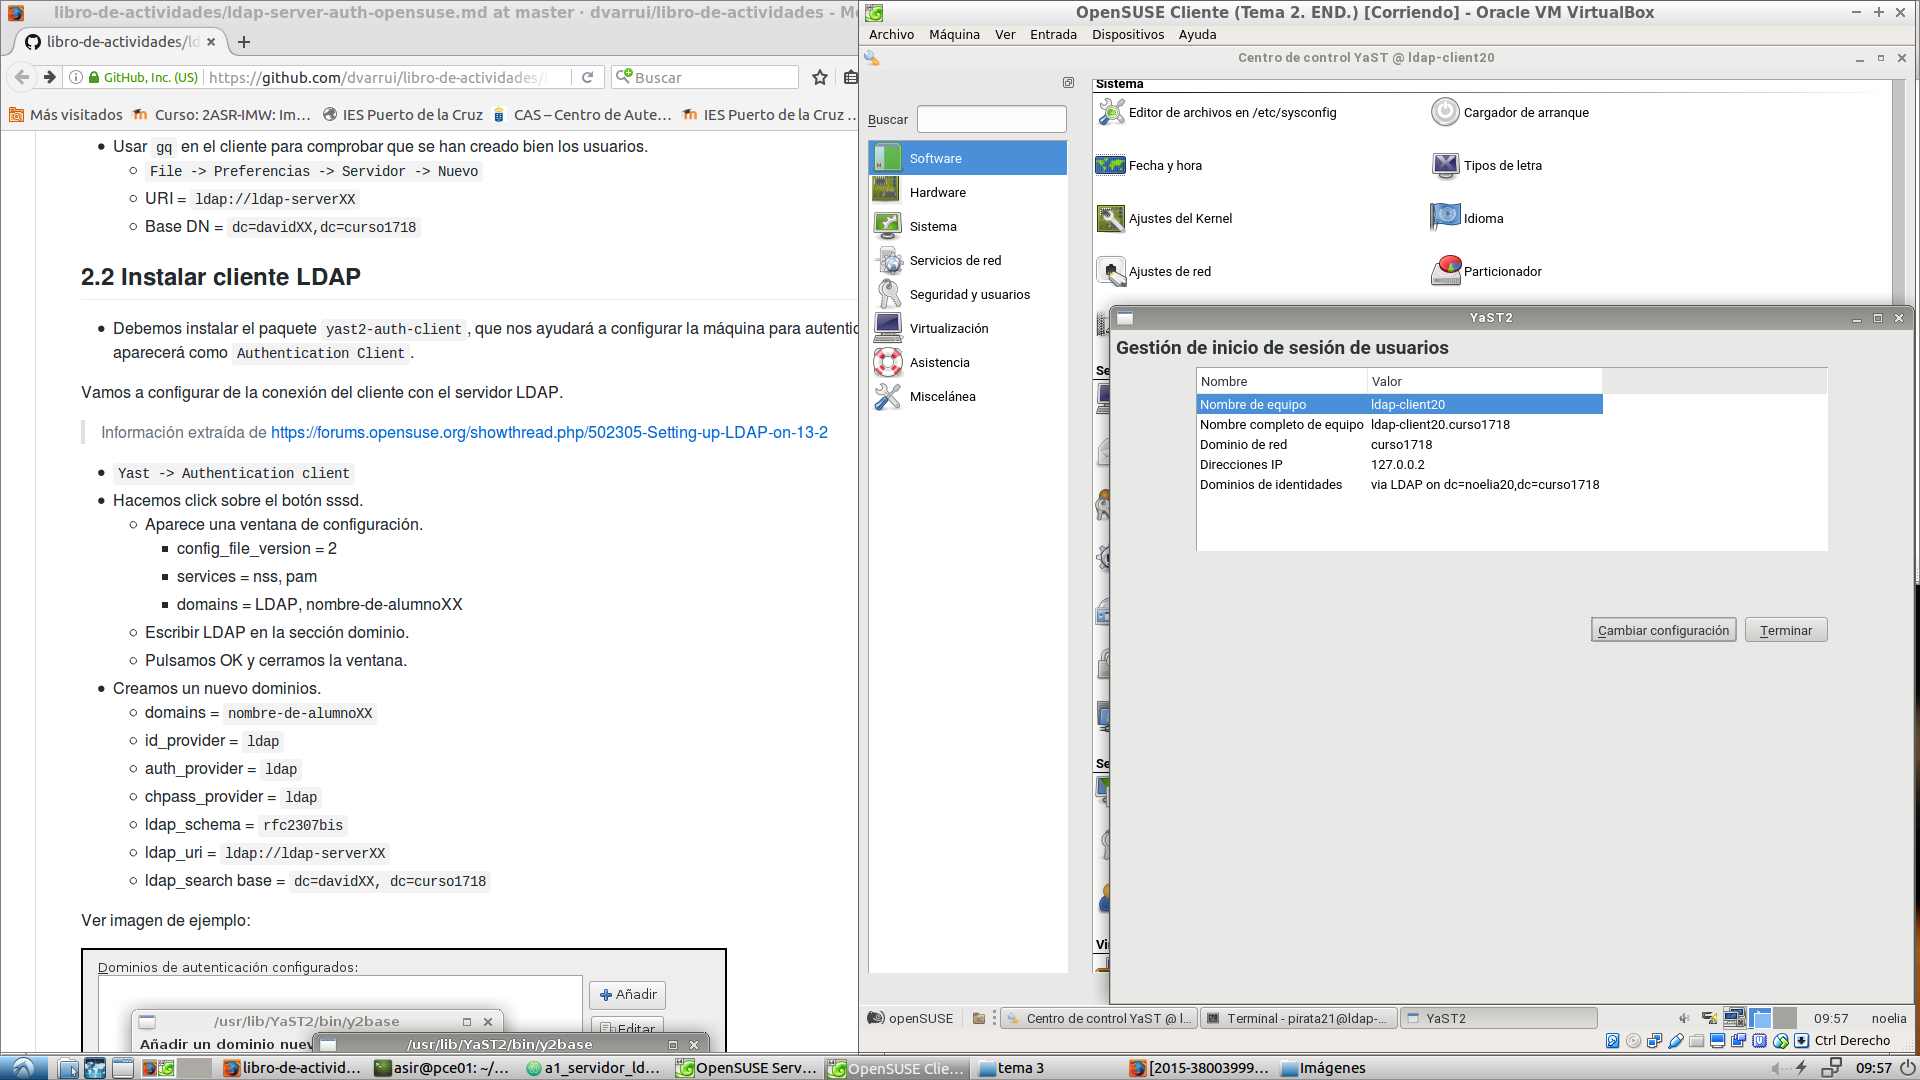 libro-de-actividades/ldap-server-auth-opensuse.md at master · dvarrui/libro-de-actividades -
libro-de-actividades/ld
GitHub, Inc. (US)
https://github.com/dvarrui/libro-de-actividades/
Buscar
Más visitados
Curso: 2ASR-IMW: Im...
IES Puerto de la Cruz
CAS – Centro de Aute...
IES Puerto de la Cruz ...
Usar gq en el cliente para comprobar que se han creado bien los usuarios.
File -> Preferencias -> Servidor -> Nuevo
URI = ldap://ldap-serverXX
Base DN = dc=davidXX,dc=curso1718
2.2 Instalar cliente LDAP
Debemos instalar el paquete yast2-auth-client, que nos ayudará a configurar la máquina para autentic
aparecerá como Authentication Client.
Vamos a configurar de la conexión del cliente con el servidor LDAP.
Información extraída de https://forums.opensuse.org/showthread.php/502305-Setting-up-LDAP-on-13-2
Yast -> Authentication client
Hacemos click sobre el botón sssd.
Aparece una ventana de configuración.
config_file_version = 2
services = nss, pam
domains = LDAP, nombre-de-alumnoXX
Escribir LDAP en la sección dominio.
Pulsamos OK y cerramos la ventana.
Creamos un nuevo dominios.
domains = nombre-de-alumnoXX
id_provider = ldap
auth_provider = ldap
chpass_provider = ldap
ldap_schema = rfc2307bis
ldap_uri = ldap://ldap-serverXX
ldap_search base = dc=davidXX, dc=curso1718
Ver imagen de ejemplo:
Dominios de autenticación configurados:
Añadir
Editar
/usr/lib/YaST2/bin/y2base
Añadir un dominio nuev
/usr/lib/YaST2/bin/y2base
OpenSUSE Cliente (Tema 2. END.) [Corriendo] - Oracle VM VirtualBox
Archivo Máquina Ver Entrada Dispositivos Ayuda
Centro de control YaST @ ldap-client20
Buscar
Software
Hardware
Sistema
Servicios de red
Seguridad y usuarios
Virtualización
Asistencia
Miscelánea
Sistema
Editor de archivos en /etc/sysconfig
Cargador de arranque
Fecha y hora
Tipos de letra
Ajustes del Kernel
Idioma
Ajustes de red
Particionador
Se
Se
Vi
YaST2
Gestión de inicio de sesión de usuarios
Nombre Valor
Nombre de equipo ldap-client20
Nombre completo de equipo ldap-client20.curso1718
Dominio de red curso1718
Direcciones IP 127.0.0.2
Dominios de identidades via LDAP on dc=noelia20,dc=curso1718
Cambiar configuración
Terminar
openSUSE
Centro de control YaST @ l...
Terminal - pirata21@ldap-...
YaST2
09:57
noelia
Ctrl Derecho
libro-de-activid...
asir@pce01: ~/...
a1_servidor_ld...
OpenSUSE Serv...
OpenSUSE Clie...
tema 3
[2015-38003999...
Imágenes
09:57